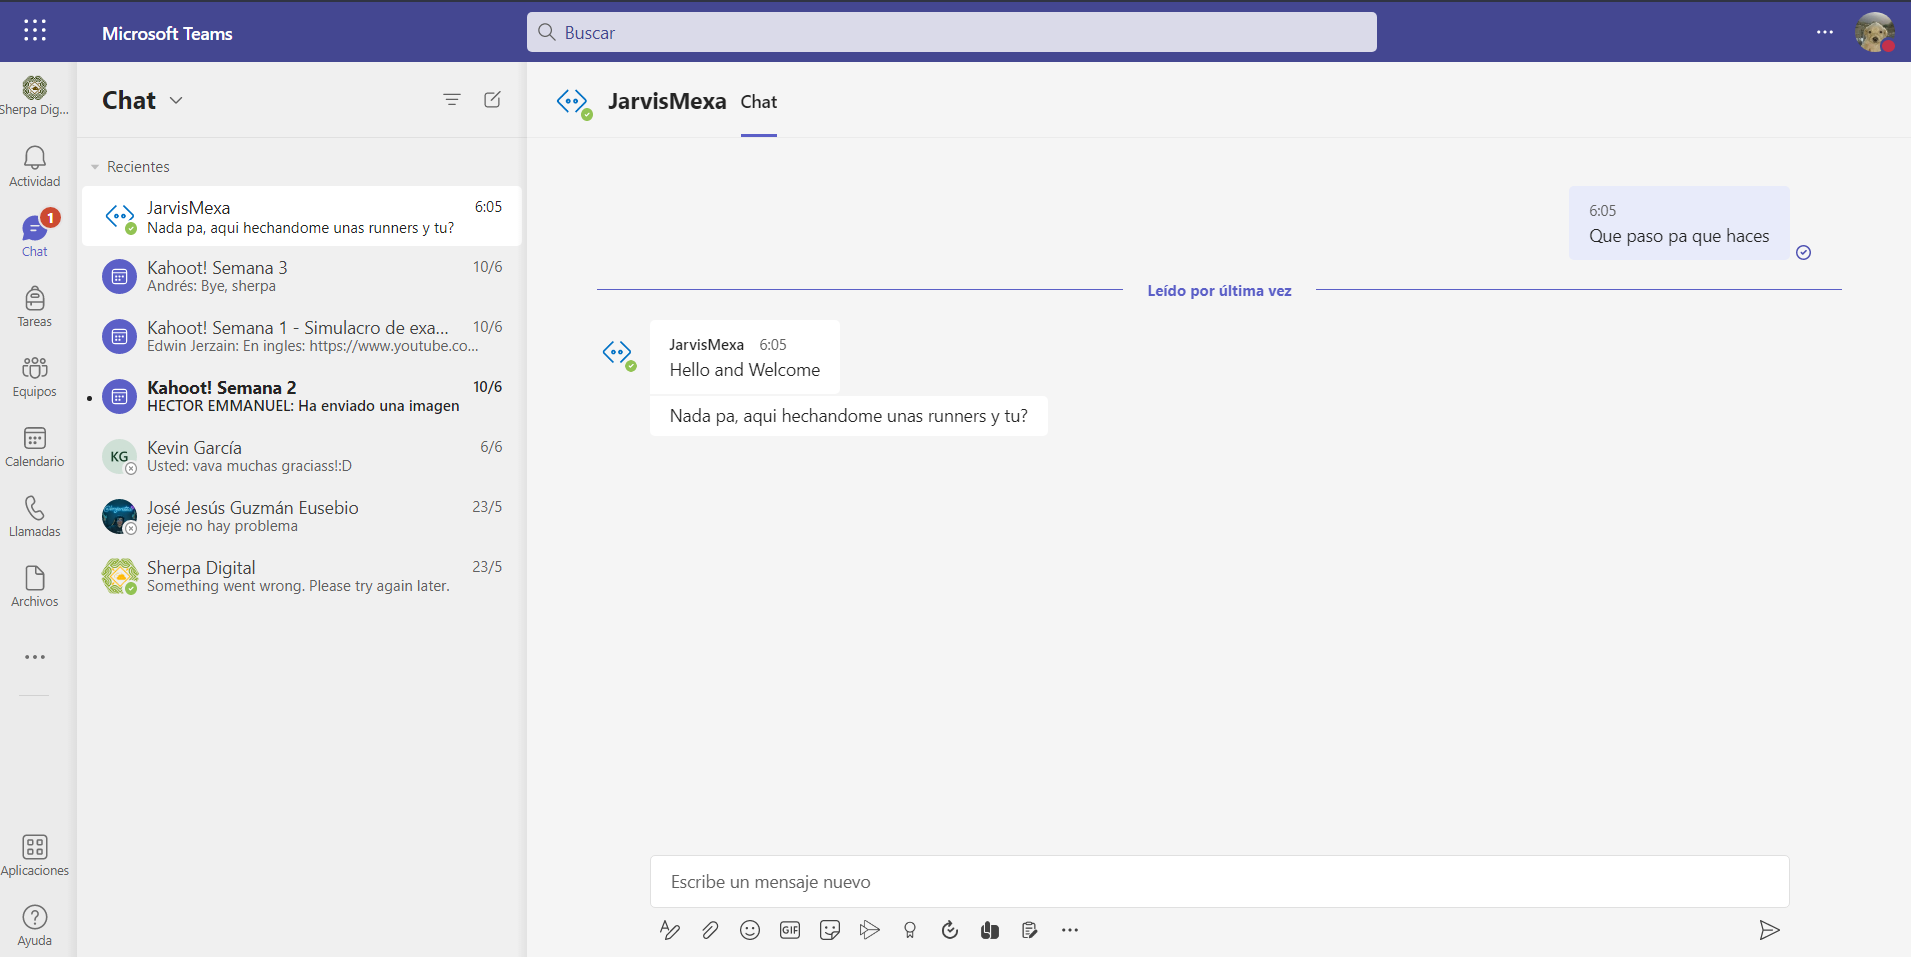 Microsoft Teams
Buscar
Sherpa Dig...
Actividad
1
Chat
Tareas
Equipos
Calendario
Llamadas
Archivos
Aplicaciones
Ayuda
Chat
Recientes
JarvisMexa 6:05
Nada pa, aqui hechandome unas runners y tu?
Kahoot! Semana 3 10/6
Andrés: Bye, sherpa
Kahoot! Semana 1 - Simulacro de exa... 10/6
Edwin Jerzain: En ingles: https://www.youtube.co...
Kahoot! Semana 2 10/6
HECTOR EMMANUEL: Ha enviado una imagen
KG
Kevin García 6/6
Usted: vava muchas graciass!:D
José Jesús Guzmán Eusebio 23/5
jejeje no hay problema
Sherpa Digital 23/5
Something went wrong. Please try again later.
JarvisMexa Chat
6:05
Que paso pa que haces
Leído por última vez
JarvisMexa 6:05
Hello and Welcome
Nada pa, aqui hechandome unas runners y tu?
Escribe un mensaje nuevo
GIF